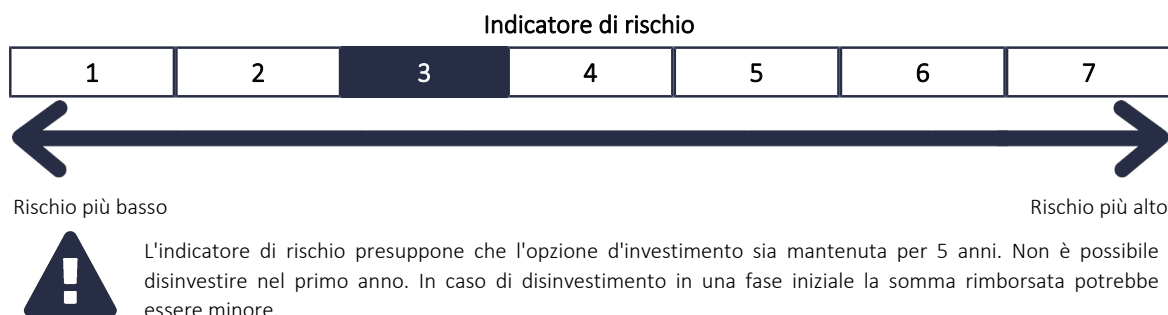 Indicatore di rischio
1 2 3 4 5 6 7
Rischio più basso Rischio più alto
L'indicatore di rischio presuppone che l'opzione d'investimento sia mantenuta per 5 anni. Non è possibile
disinvestire nel primo anno. In caso di disinvestimento in una fase iniziale la somma rimborsata potrebbe
essere minore